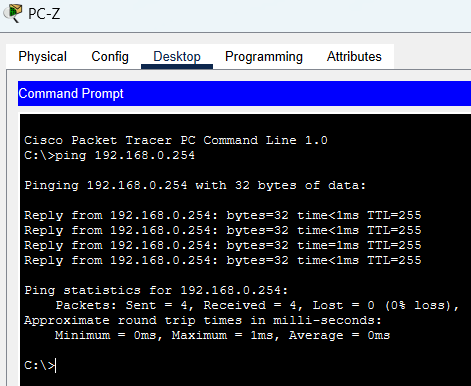 PC-Z
Physical Config Desktop Programming Attributes
Command Prompt
Cisco Packet Tracer PC Command Line 1.0
C:\>ping 192.168.0.254
Pinging 192.168.0.254 with 32 bytes of data:
Reply from 192.168.0.254: bytes=32 time<1ms TTL=255
Reply from 192.168.0.254: bytes=32 time<1ms TTL=255
Reply from 192.168.0.254: bytes=32 time=1ms TTL=255
Reply from 192.168.0.254: bytes=32 time<1ms TTL=255
Ping statistics for 192.168.0.254:
Packets: Sent = 4, Received = 4, Lost = 0 (0% loss),
Approximate round trip times in milli-seconds:
Minimum = 0ms, Maximum = 1ms, Average = 0ms
C:\>